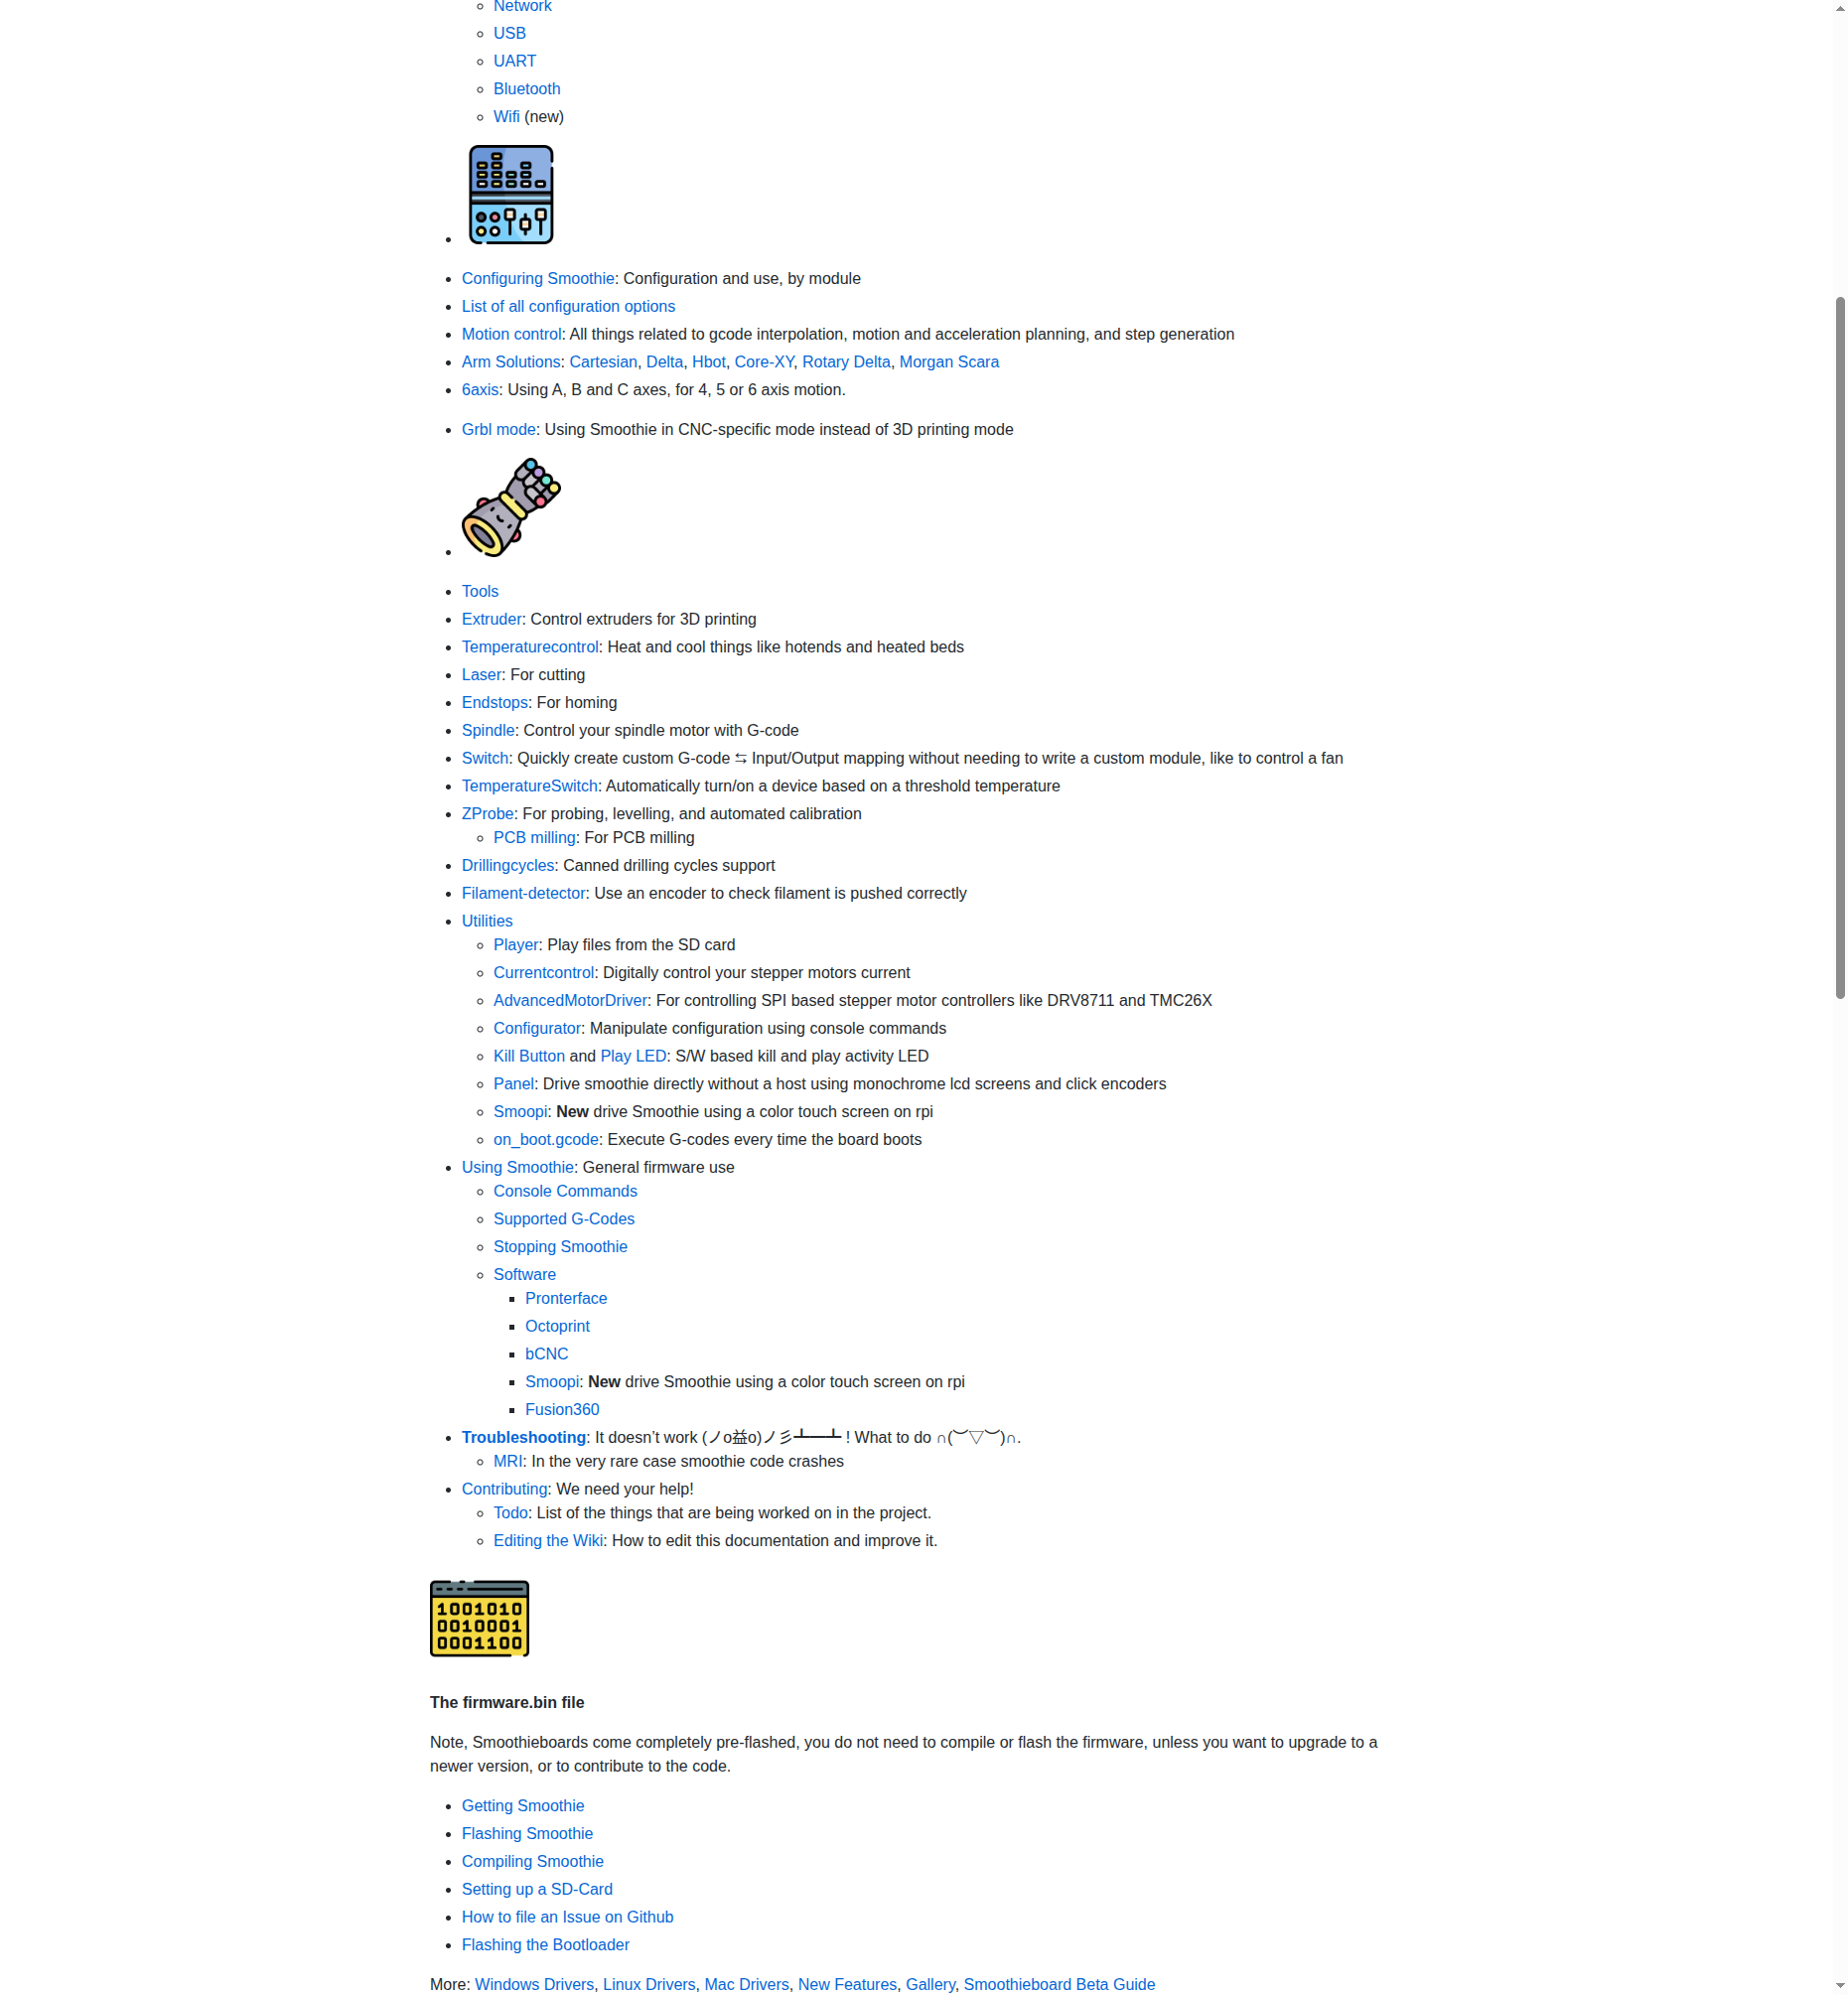 Network
USB
UART
Bluetooth
Wifi (new)
Configuring Smoothie: Configuration and use, by module
List of all configuration options
Motion control: All things related to gcode interpolation, motion and acceleration planning, and step generation
Arm Solutions: Cartesian, Delta, Hbot, Core-XY, Rotary Delta, Morgan Scara
6axis: Using A, B and C axes, for 4, 5 or 6 axis motion.
Grbl mode: Using Smoothie in CNC-specific mode instead of 3D printing mode
Tools
Extruder: Control extruders for 3D printing
Temperaturecontrol: Heat and cool things like hotends and heated beds
Laser: For cutting
Endstops: For homing
Spindle: Control your spindle motor with G-code
Switch: Quickly create custom G-code ⥃ Input/Output mapping without needing to write a custom module, like to control a fan
TemperatureSwitch: Automatically turn/on a device based on a threshold temperature
ZProbe: For probing, levelling, and automated calibration
PCB milling: For PCB milling
Drillingcycles: Canned drilling cycles support
Filament-detector: Use an encoder to check filament is pushed correctly
Utilities
Player: Play files from the SD card
Currentcontrol: Digitally control your stepper motors current
AdvancedMotorDriver: For controlling SPI based stepper motor controllers like DRV8711 and TMC26X
Configurator: Manipulate configuration using console commands
Kill Button and Play LED: S/W based kill and play activity LED
Panel: Drive smoothie directly without a host using monochrome lcd screens and click encoders
Smoopi: New drive Smoothie using a color touch screen on rpi
on_boot.gcode: Execute G-codes every time the board boots
Using Smoothie: General firmware use
Console Commands
Supported G-Codes
Stopping Smoothie
Software
Pronterface
Octoprint
bCNC
Smoopi: New drive Smoothie using a color touch screen on rpi
Fusion360
Troubleshooting: It doesn’t work (ノo益o)ノ彡┻━┻ ! What to do ∩(︶▽︶)∩.
MRI: In the very rare case smoothie code crashes
Contributing: We need your help!
Todo: List of the things that are being worked on in the project.
Editing the Wiki: How to edit this documentation and improve it.
1001010
0010001
0001100
The firmware.bin file
Note, Smoothieboards come completely pre-flashed, you do not need to compile or flash the firmware, unless you want to upgrade to a
newer version, or to contribute to the code.
Getting Smoothie
Flashing Smoothie
Compiling Smoothie
Setting up a SD-Card
How to file an Issue on Github
Flashing the Bootloader
More: Windows Drivers, Linux Drivers, Mac Drivers, New Features, Gallery, Smoothieboard Beta Guide